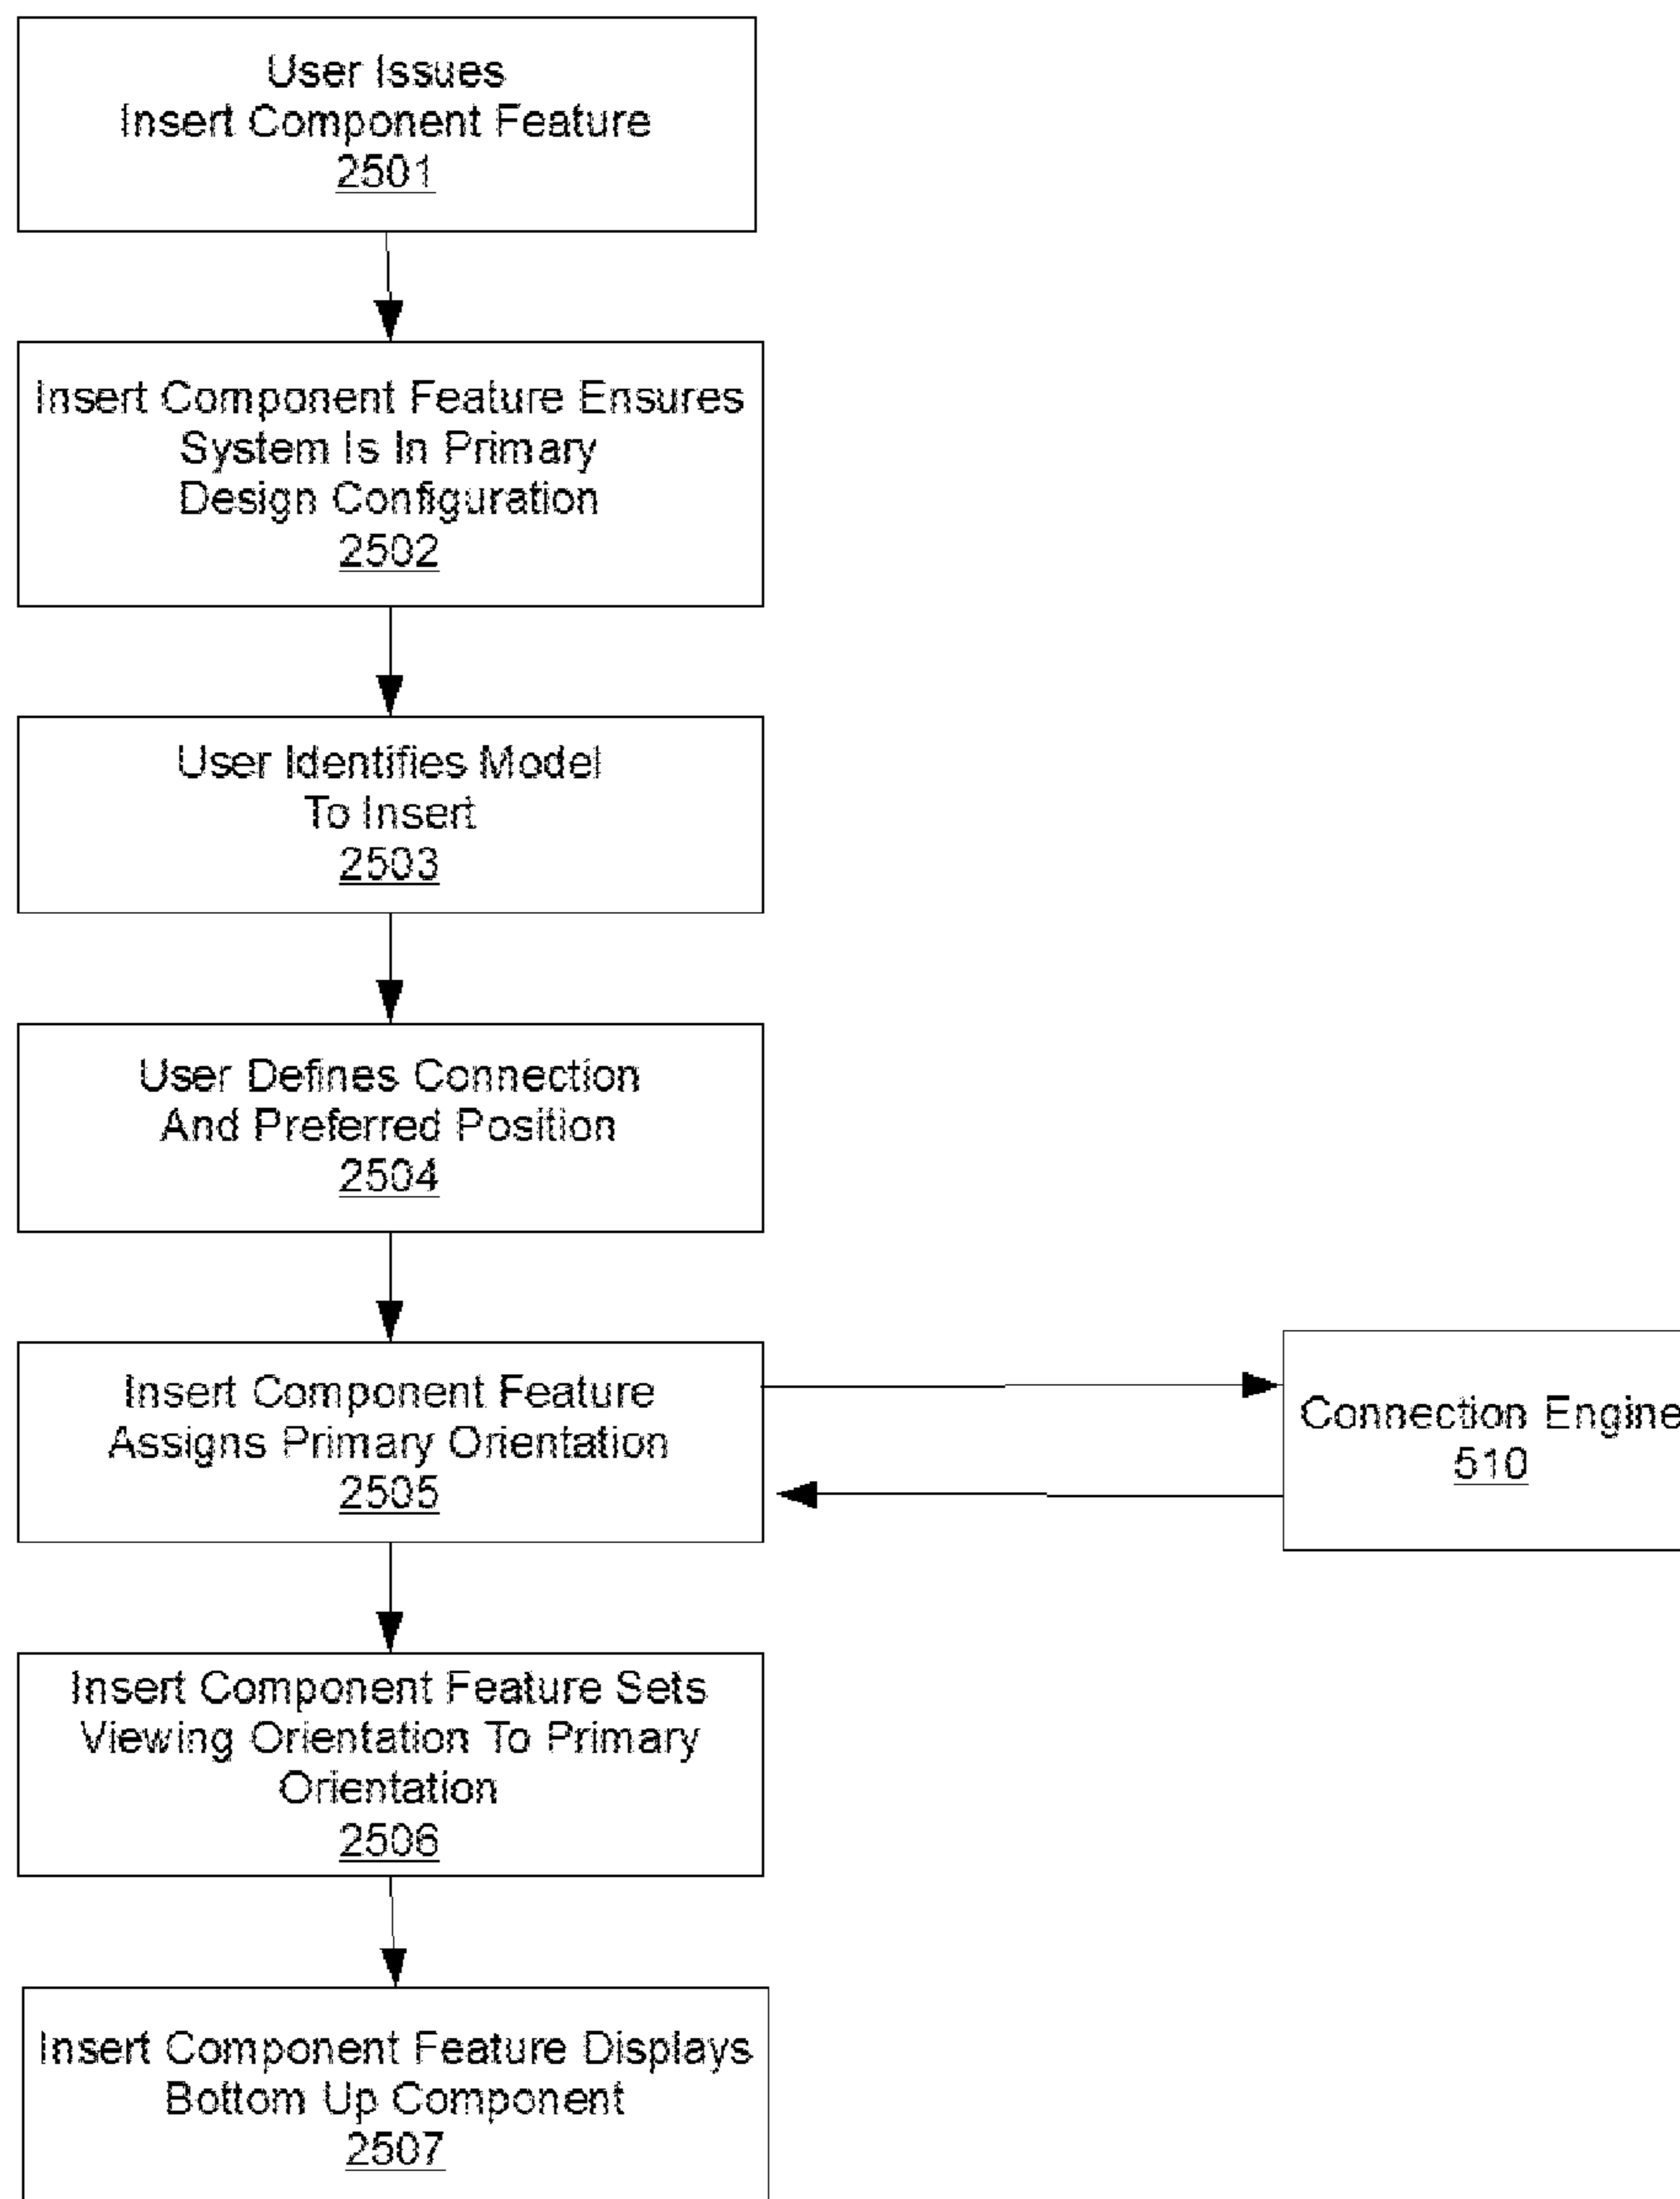 User Issues
Insert Component Feature
2501
Insert Component Feature Ensures
System Is In Primary
Design Configuration
2502
User Identifies Model
To Insert
2503
User Defines Connection
And Preferred Position
2504
Insert Component Feature
Assigns Primary Orientation
2505
Connection Engine
510
Insert Component Feature Sets
Viewing Orientation To Primary
Orientation
2506
Insert Component Feature Displays
Bottom Up Component
2507